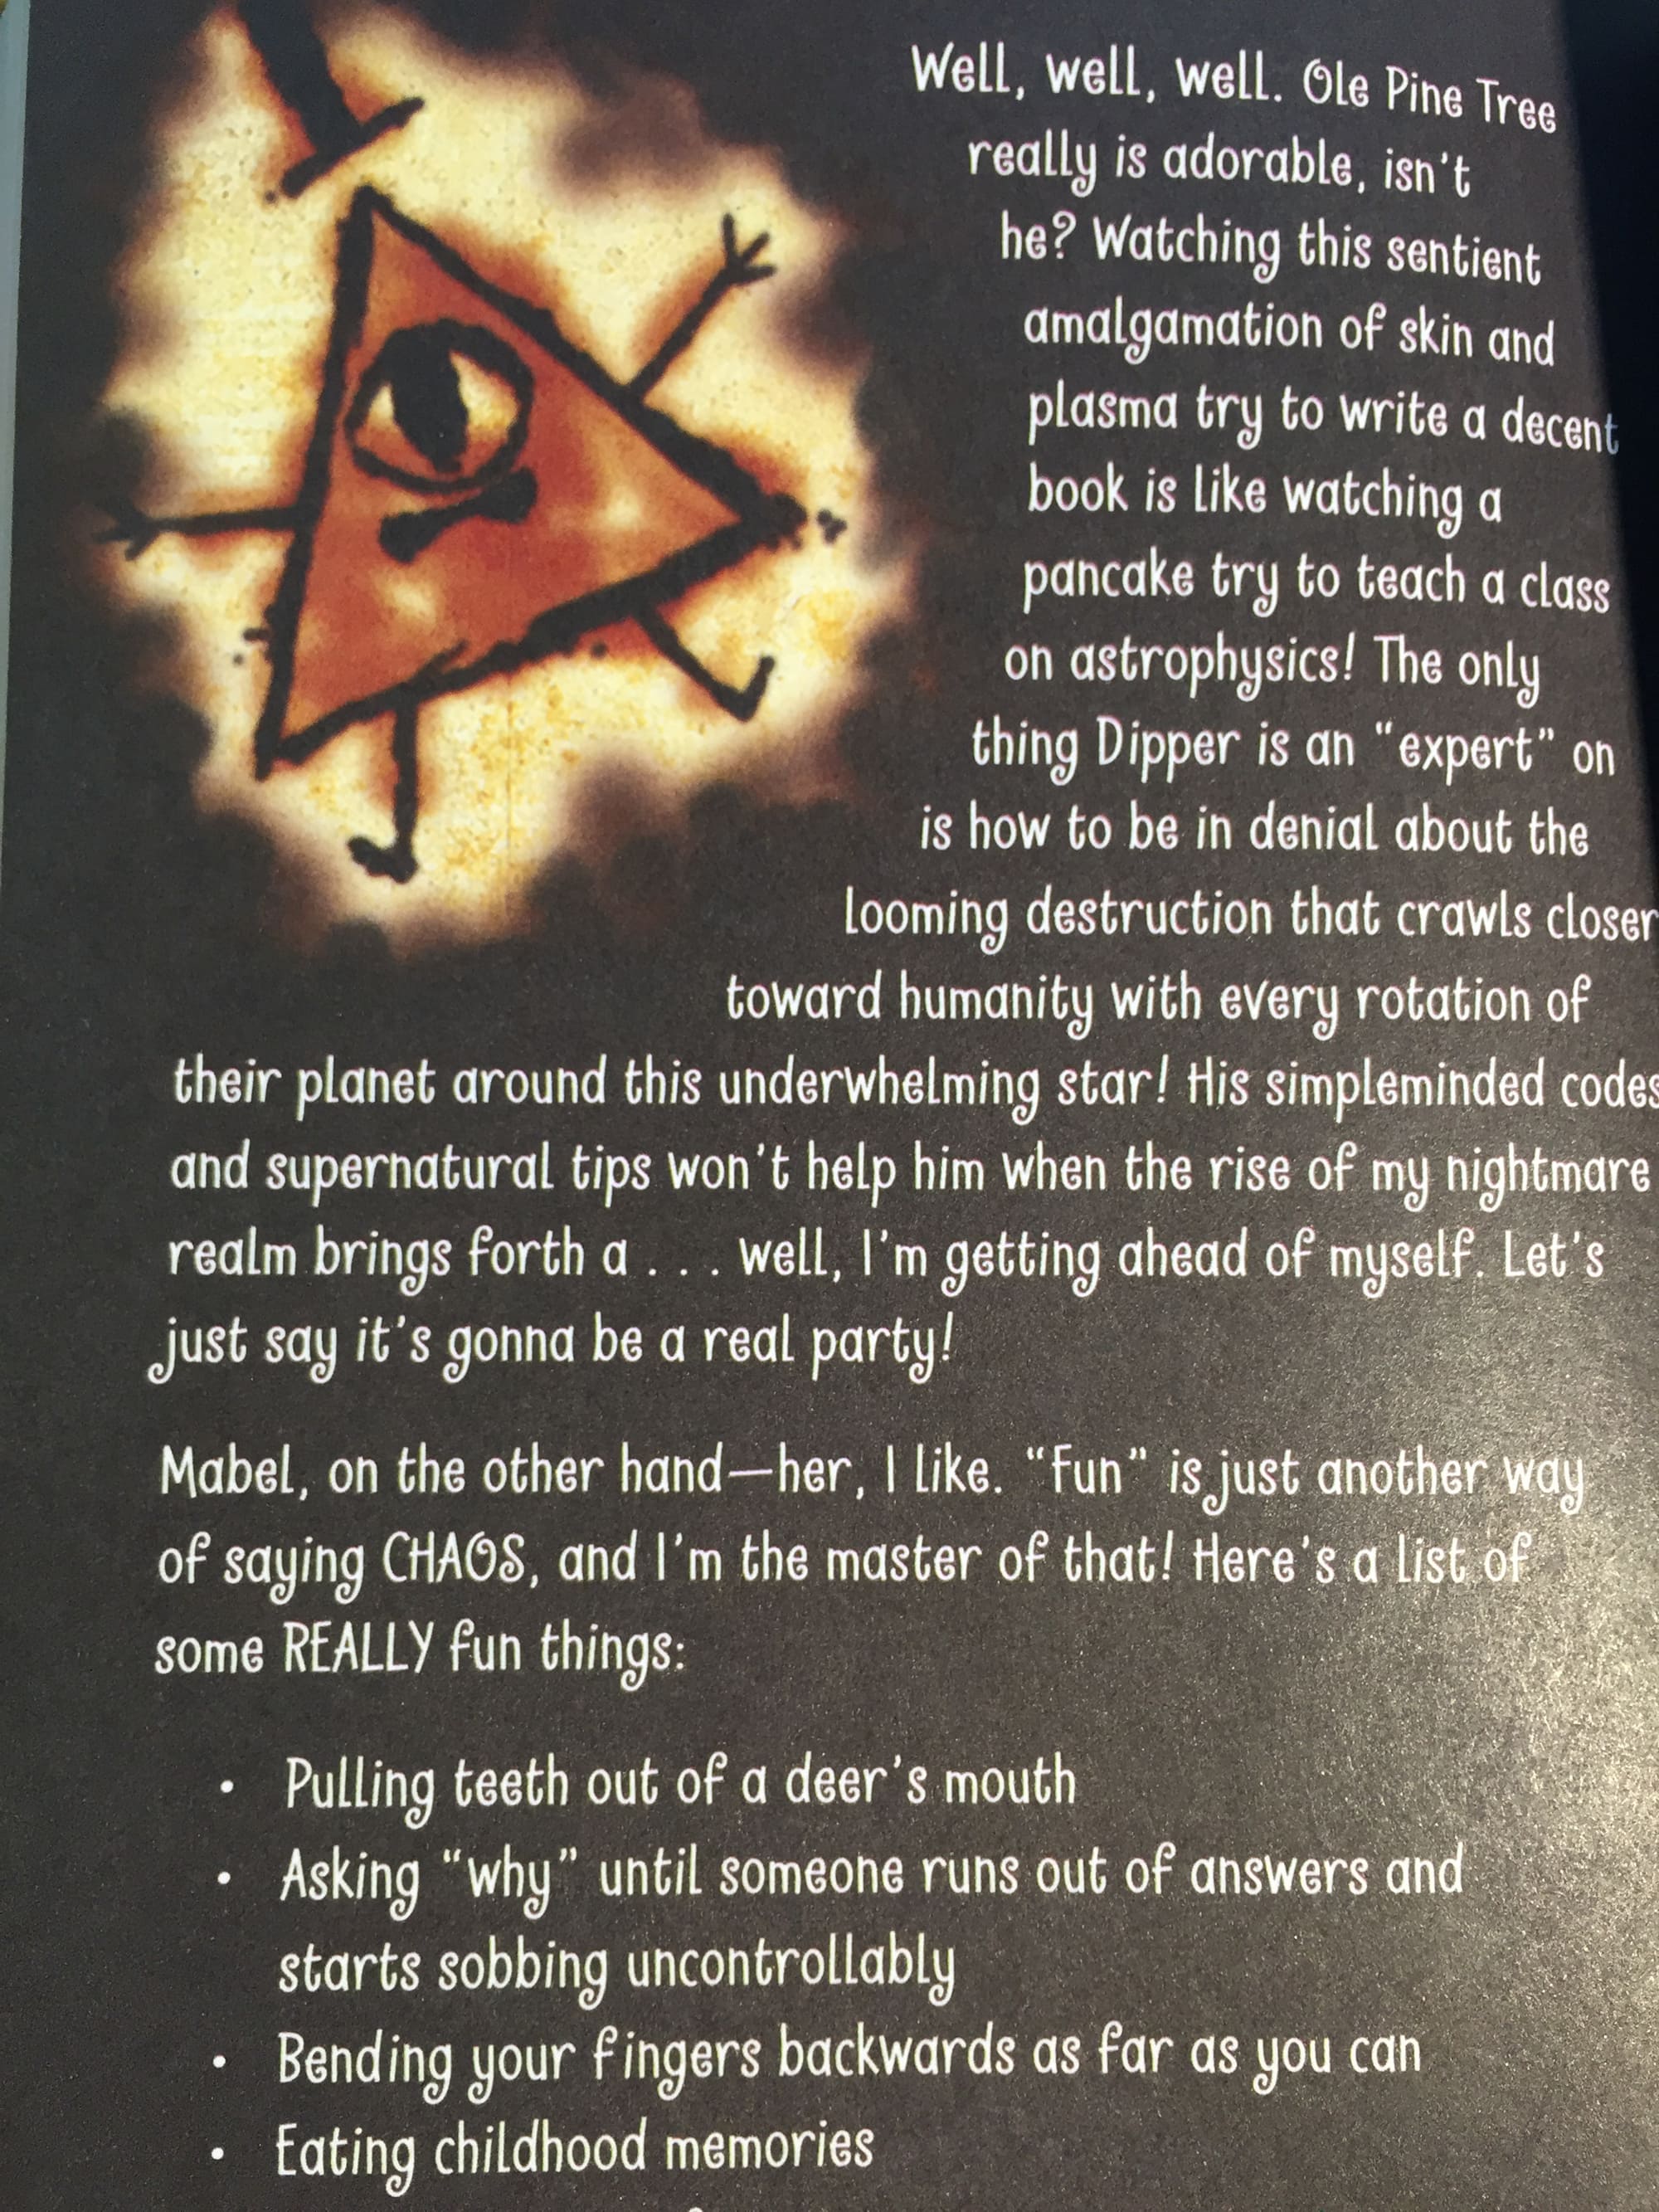 Well, well, well. Ole Pine Tree
really is adorable, isn't
he? Watching this sentient
amalgamation of skin and
plasma try to write a decent
book is like watching a
pancake try to teach a class
on astrophysics! The only
thing Dipper is an “expert” on
is how to be in denial about the
looming destruction that crawls closer
toward humanity with every rotation of
their planet around this underwhelming star! His simpleminded codes
and supernatural tips won't help him when the rise of my nightmare
realm brings forth a . . . well, I'm getting ahead of myself. Let's
just say it's gonna be a real party!
Mabel, on the other hand—her, I like. “Fun” is just another way
of saying CHAOS, and I'm the master of that! Here's a list of
some REALLY fun things:
• Pulling teeth out of a deer's mouth
• Asking “why” until someone runs out of answers and
starts sobbing uncontrollably
• Bending your fingers backwards as far as you can
• Eating childhood memories